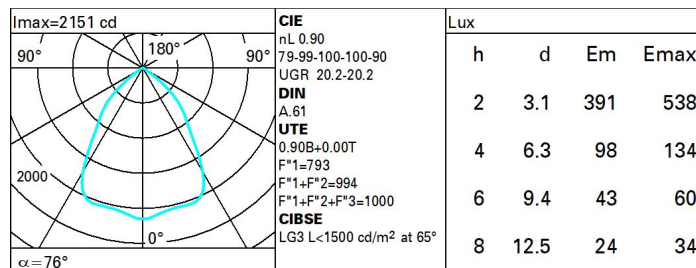 Imax=2151 cd
90° 180° 90°
2000
0°
α=76°
CIE
nL 0.90
79-99-100-100-90
UGR 20.2-20.2
DIN
A.61
UTE
0.90B+0.00T
F"1=793
F"1+F"2=994
F"1+F"2+F"3=1000
CIBSE
LG3 L<1500 cd/m² at 65°
Lux
h d Em Emax
2 3.1 391 538
4 6.3 98 134
6 9.4 43 60
8 12.5 24 34